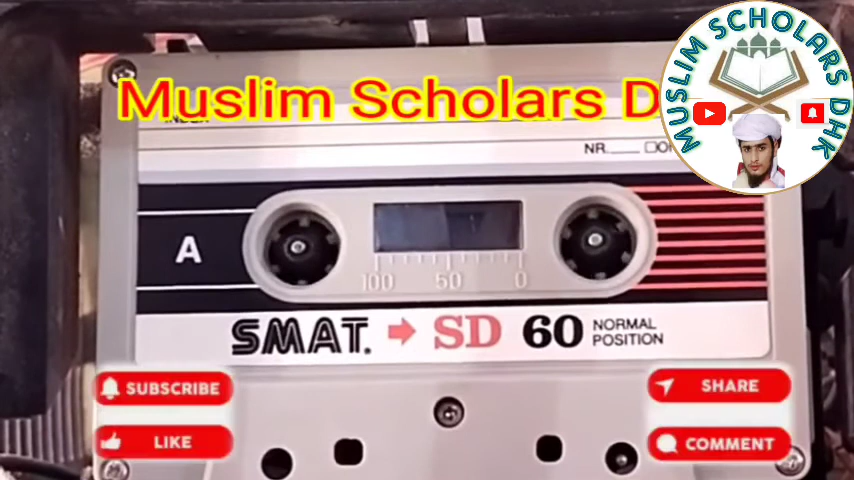 Muslim Scholars D
MUSLIM SCHOLARS DHK
NR.
A
100 50 0
SMAT. SD 60 NORMAL POSITION
SUBSCRIBE
SHARE
LIKE
COMMENT